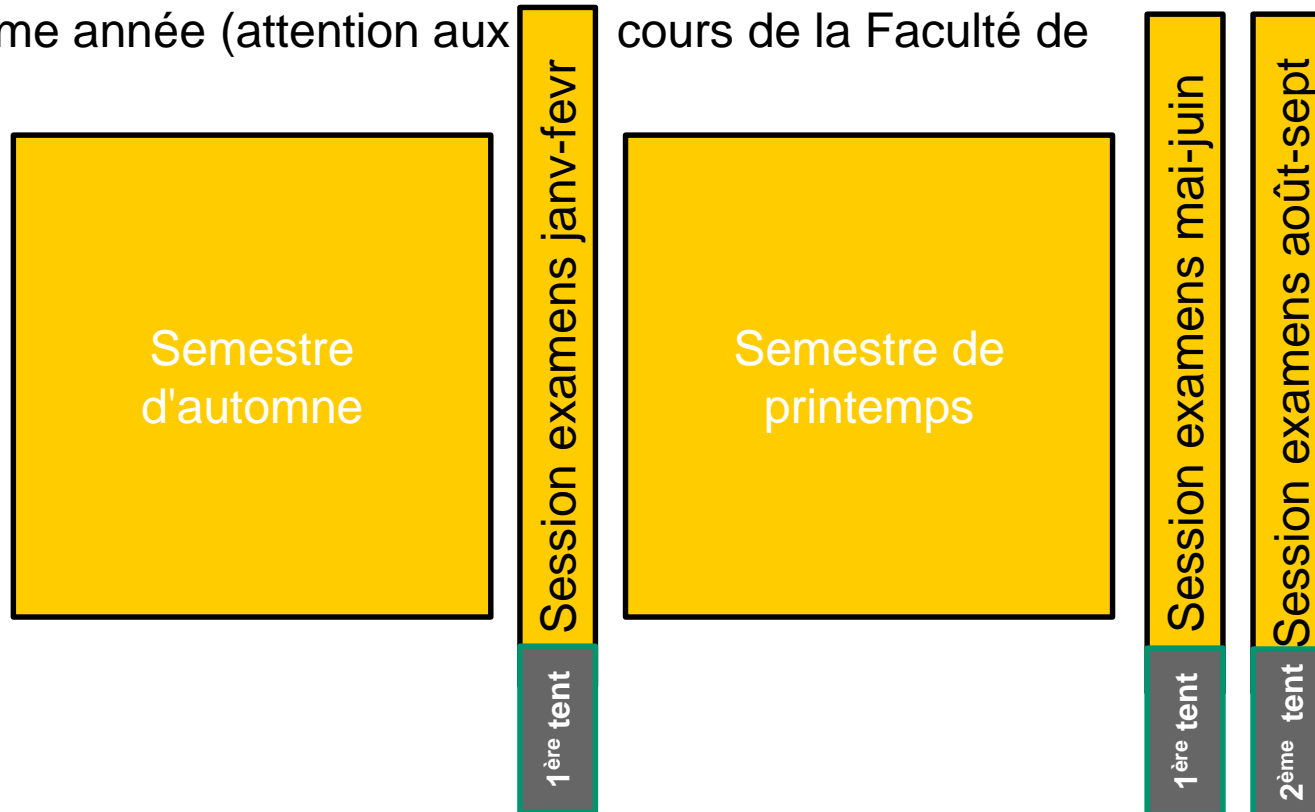 me année (attention aux cours de la Faculté de
Semestre
d'automne
Session examens janv-fevr
1ère tent
Semestre de
printemps
Session examens mai-juin
1ère tent
Session examens août-sept
2ème tent